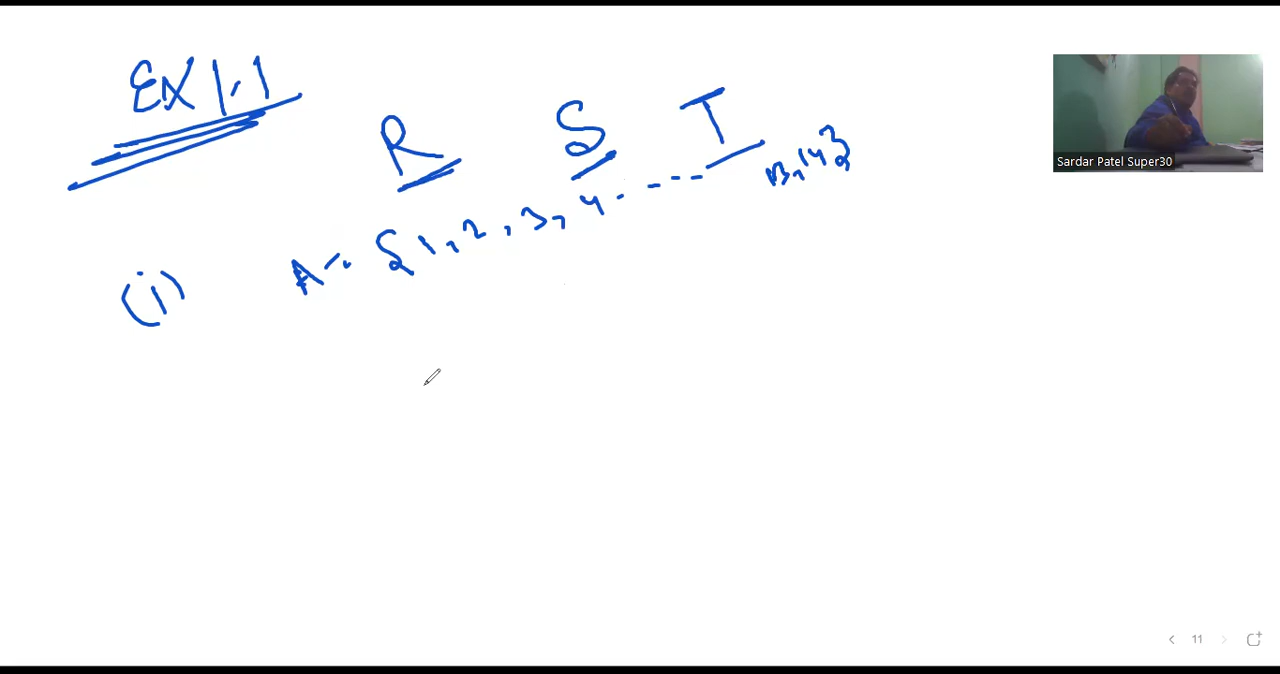 EX 1.1
R S T
(i) A = {1, 2, 3, 4 . - - - - 13, 14}
Sardar Patel Super30
11